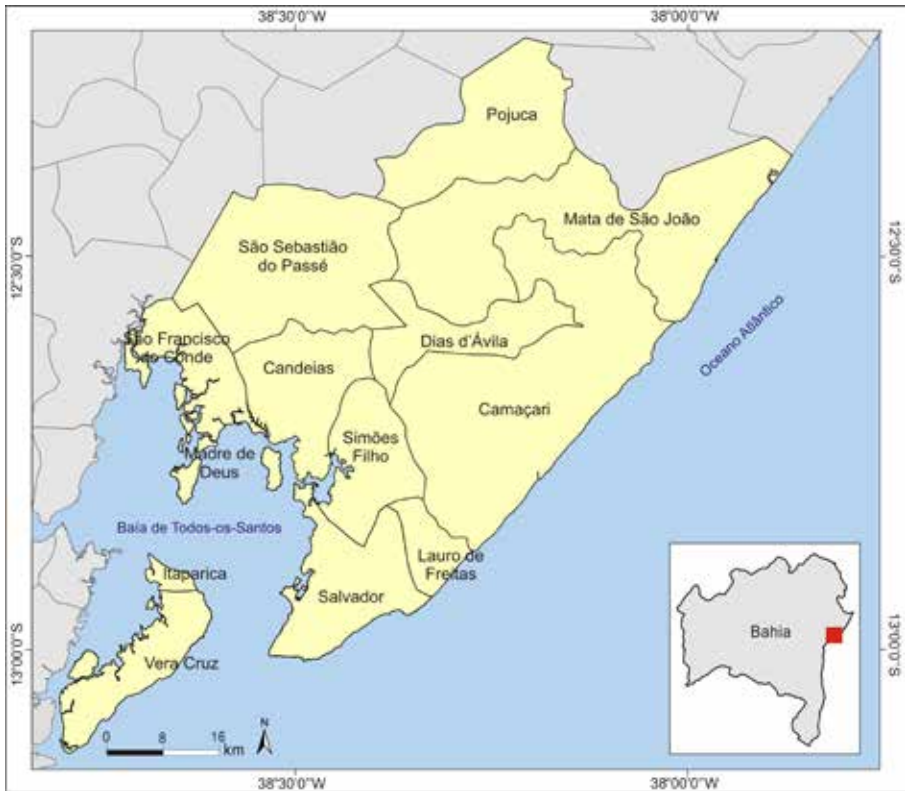 38°30'0"W
38°00'0"W
Pojuca
Mata de São João
São Sebastião
do Passé
12°30'0"S
12°30'0"S
Oceano Atlântico
São Francisco
do Conde
Dias d'Ávila
Candeias
Camaçari
Simões
Filho
Madre de
Deus
Baía de Todos-os-Santos
Lauro de
Freitas
Itaparica
Salvador
Bahia
13°00'0"S
13°00'0"S
Vera Cruz
0 8 16
km
N
38°30'0"W
38°00'0"W